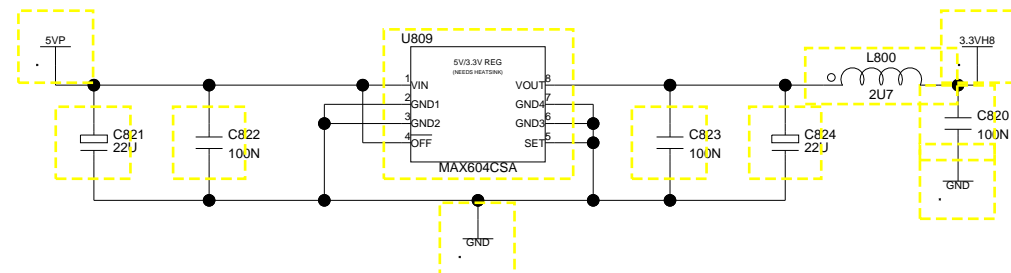 5VP
U809
5V/3.3V REG
(NEEDS HEATSINK)
1 VIN
2 GND1
3 GND2
4 OFF
VOUT 8
GND4 7
GND3 6
SET 5
MAX604CSA
C821
22U
C822
100N
C823
100N
C824
22U
L800
2U7
3.3VH8
C820
100N
GND
GND